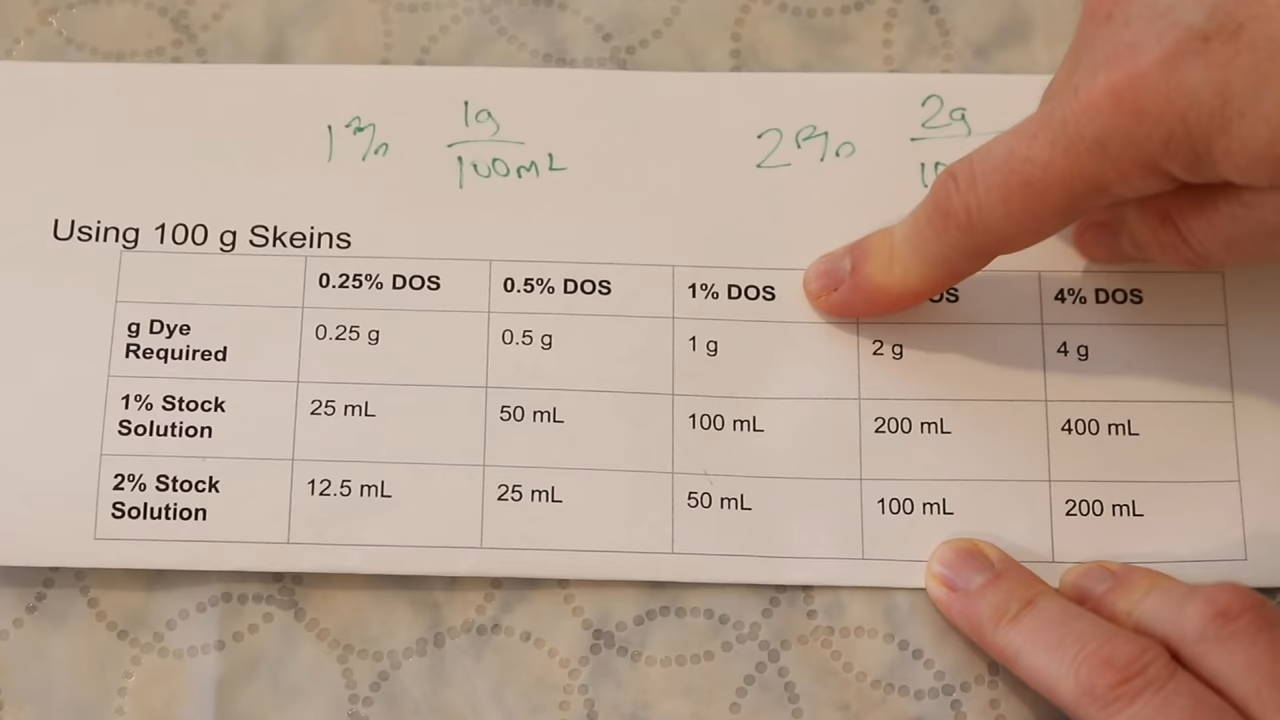 1% 1g
100mL
2% 2g
Using 100 g Skeins
0.25% DOS 0.5% DOS 1% DOS 4% DOS
g Dye Required 0.25 g 0.5 g 1 g 2 g 4 g
1% Stock Solution 25 mL 50 mL 100 mL 200 mL 400 mL
2% Stock Solution 12.5 mL 25 mL 50 mL 100 mL 200 mL